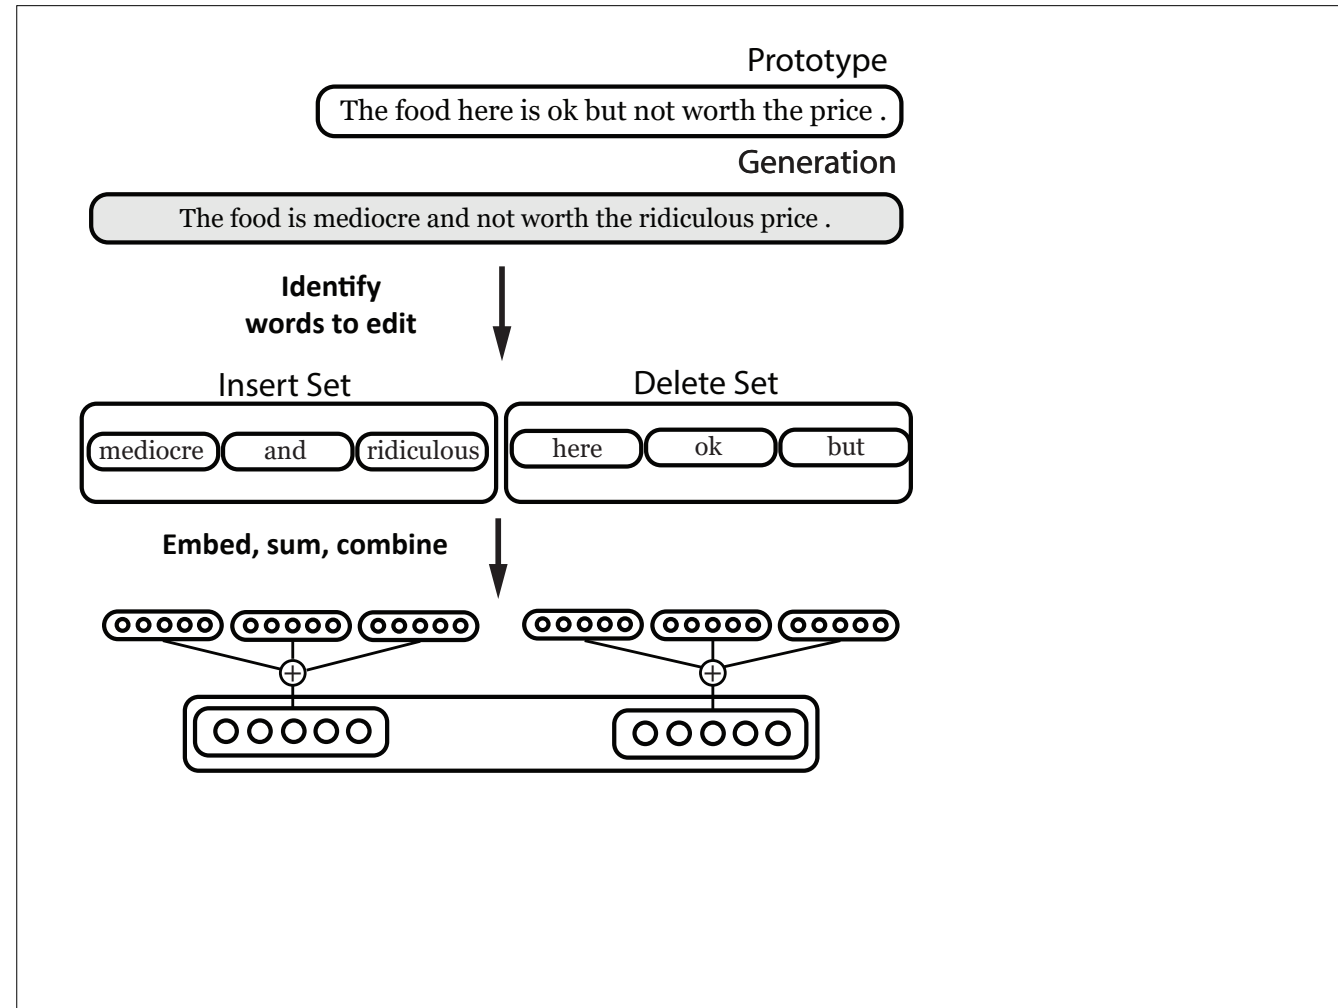 Prototype
The food here is ok but not worth the price .
Generation
The food is mediocre and not worth the ridiculous price .
Identify
words to edit
Insert Set
Delete Set
mediocre and ridiculous
here ok but
Embed, sum, combine